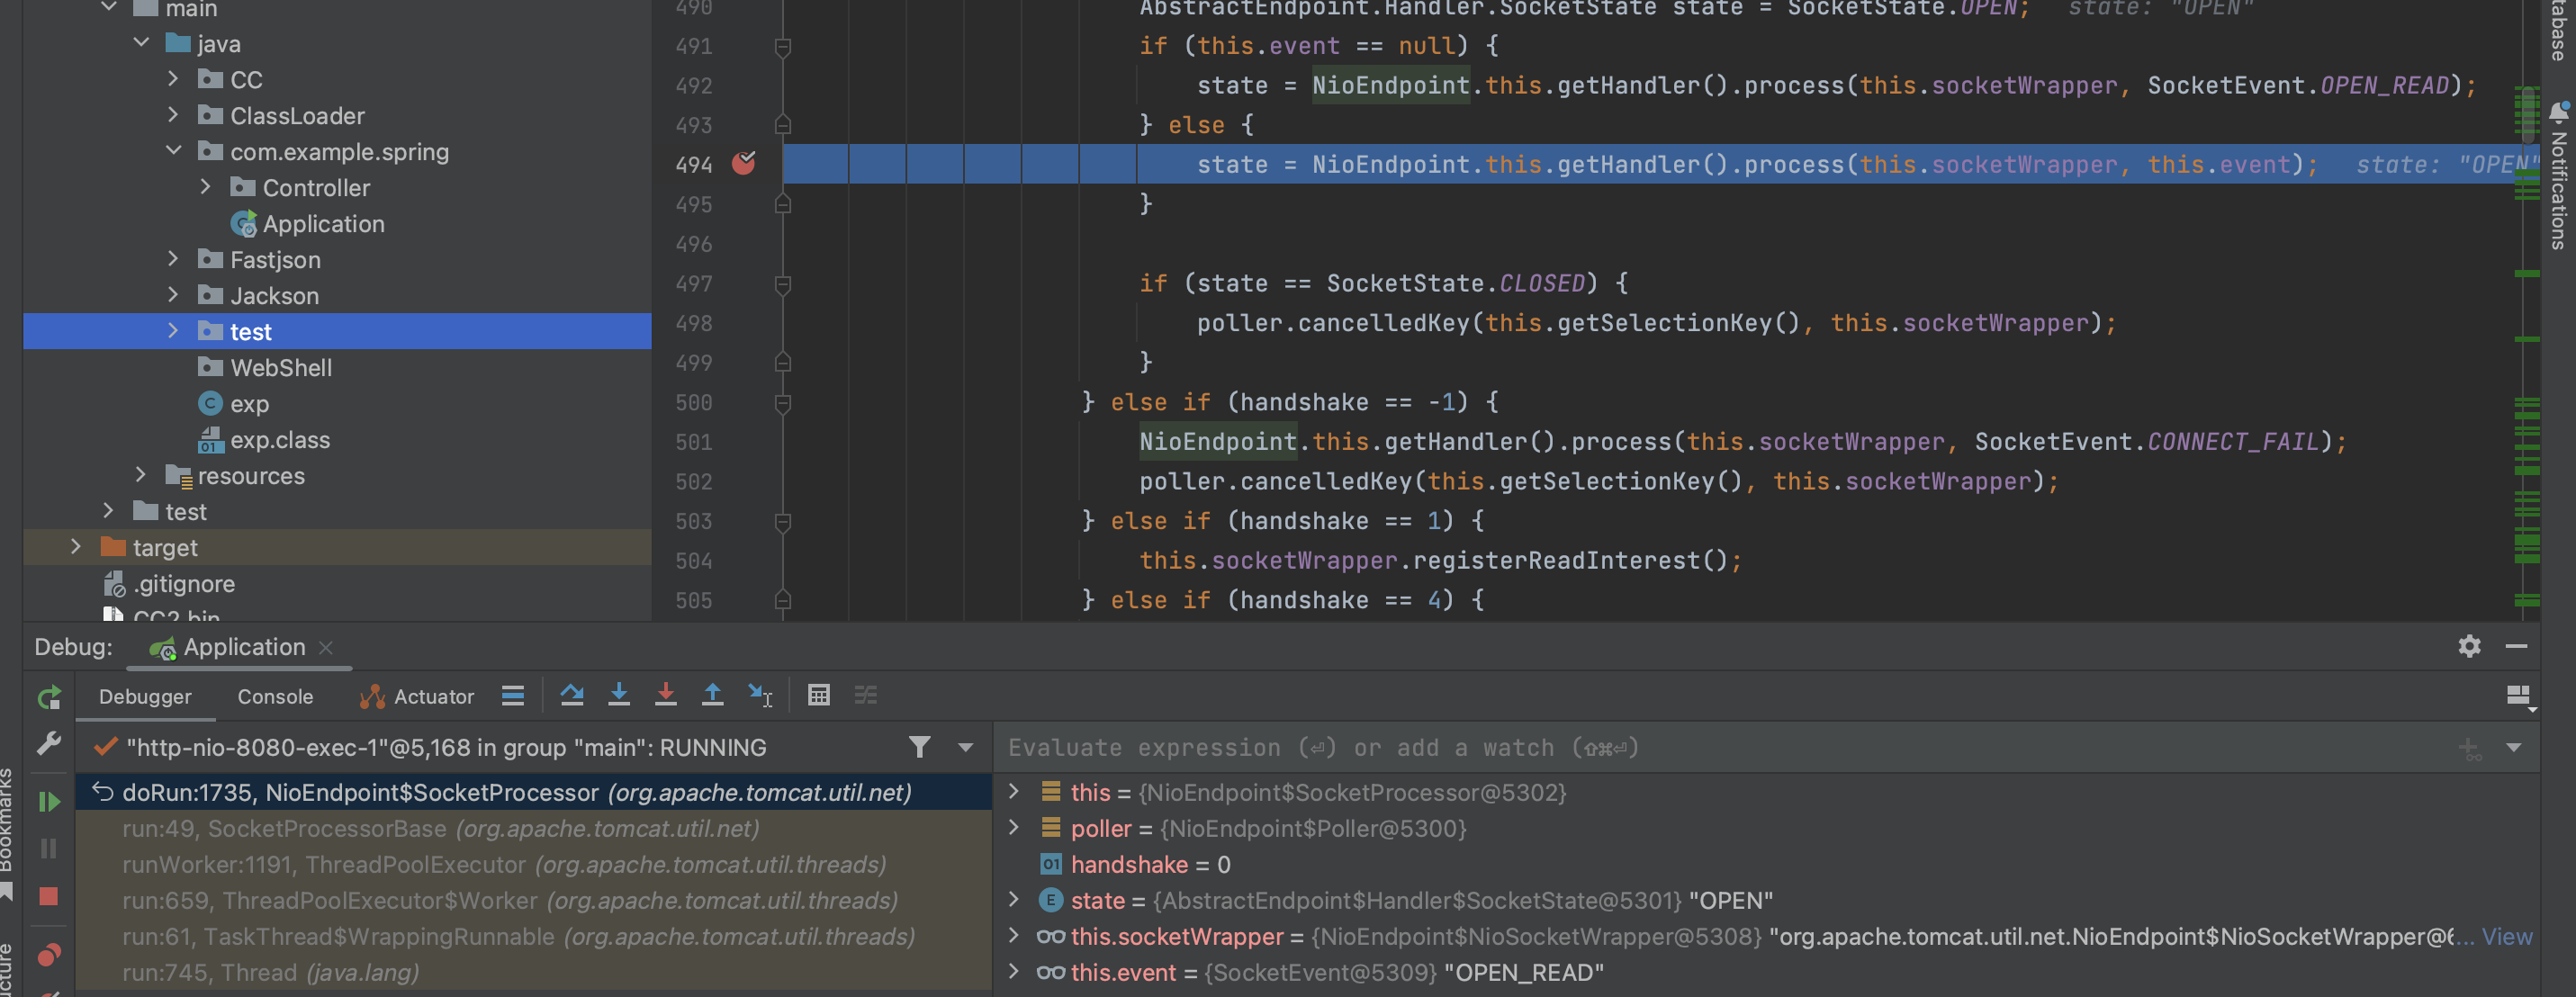 main
java
CC
ClassLoader
com.example.spring
Controller
Application
Fastjson
Jackson
test
WebShell
exp
exp.class
resources
test
target
.gitignore
CC2.bin
490 AbstractEndpoint.Handler.SocketState state = SocketState.OPEN; state: "OPEN"
491 if (this.event == null) {
492 state = NioEndpoint.this.getHandler().process(this.socketWrapper, SocketEvent.OPEN_READ);
493 } else {
494 state = NioEndpoint.this.getHandler().process(this.socketWrapper, this.event); state: "OPEN"
495 }
496
497 if (state == SocketState.CLOSED) {
498 poller.cancelledKey(this.getSelectionKey(), this.socketWrapper);
499 }
500 } else if (handshake == -1) {
501 NioEndpoint.this.getHandler().process(this.socketWrapper, SocketEvent.CONNECT_FAIL);
502 poller.cancelledKey(this.getSelectionKey(), this.socketWrapper);
503 } else if (handshake == 1) {
504 this.socketWrapper.registerReadInterest();
505 } else if (handshake == 4) {
tabase
Notifications
Debug: Application
Debugger Console Actuator
"http-nio-8080-exec-1"@5,168 in group "main": RUNNING
doRun:1735, NioEndpoint$SocketProcessor (org.apache.tomcat.util.net)
run:49, SocketProcessorBase (org.apache.tomcat.util.net)
runWorker:1191, ThreadPoolExecutor (org.apache.tomcat.util.threads)
run:659, ThreadPoolExecutor$Worker (org.apache.tomcat.util.threads)
run:61, TaskThread$WrappingRunnable (org.apache.tomcat.util.threads)
run:745, Thread (java.lang)
Evaluate expression (⏎) or add a watch (⇧⌘⏎)
this = {NioEndpoint$SocketProcessor@5302}
poller = {NioEndpoint$Poller@5300}
01 handshake = 0
E state = {AbstractEndpoint$Handler$SocketState@5301} "OPEN"
this.socketWrapper = {NioEndpoint$NioSocketWrapper@5308} "org.apache.tomcat.util.net.NioEndpoint$NioSocketWrapper@6... View
this.event = {SocketEvent@5309} "OPEN_READ"
Bookmarks
ucture